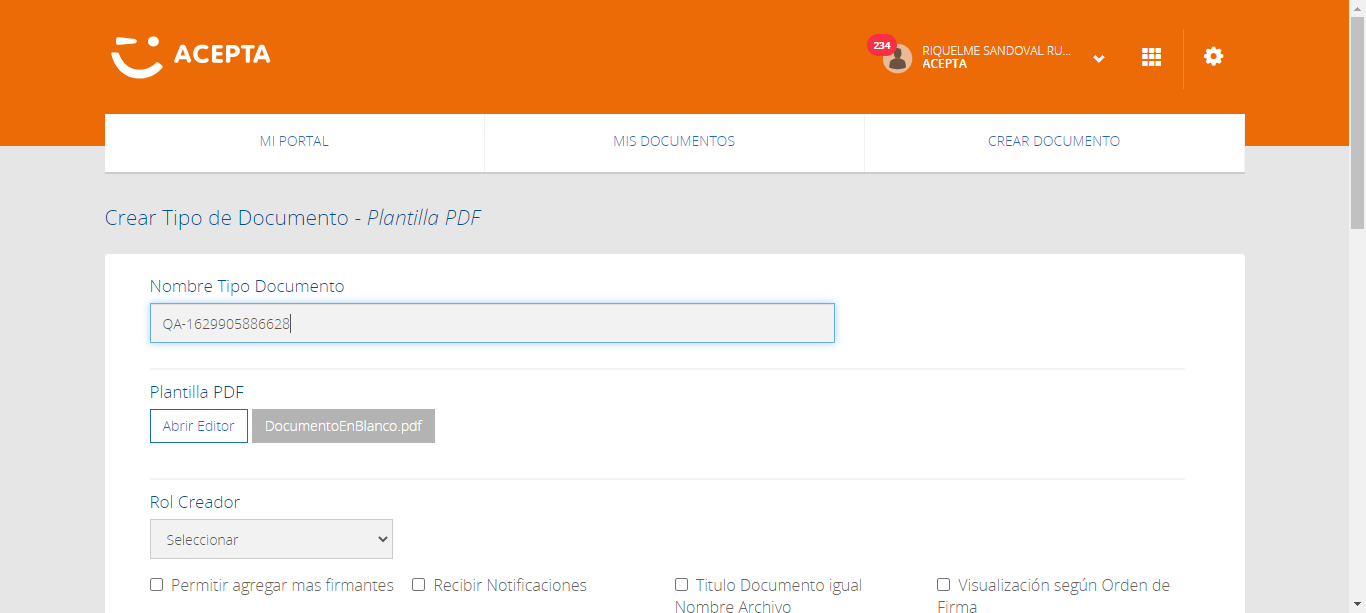 ACEPTA
234
RIQUELME SANDOVAL RU...
ACEPTA
MI PORTAL
MIS DOCUMENTOS
CREAR DOCUMENTO
Crear Tipo de Documento - Plantilla PDF
Nombre Tipo Documento
QA-1629905886628
Plantilla PDF
Abrir Editor
DocumentoEnBlanco.pdf
Rol Creador
Seleccionar
Permitir agregar mas firmantes
Recibir Notificaciones
Titulo Documento igual
Nombre Archivo
Visualización según Orden de
Firma